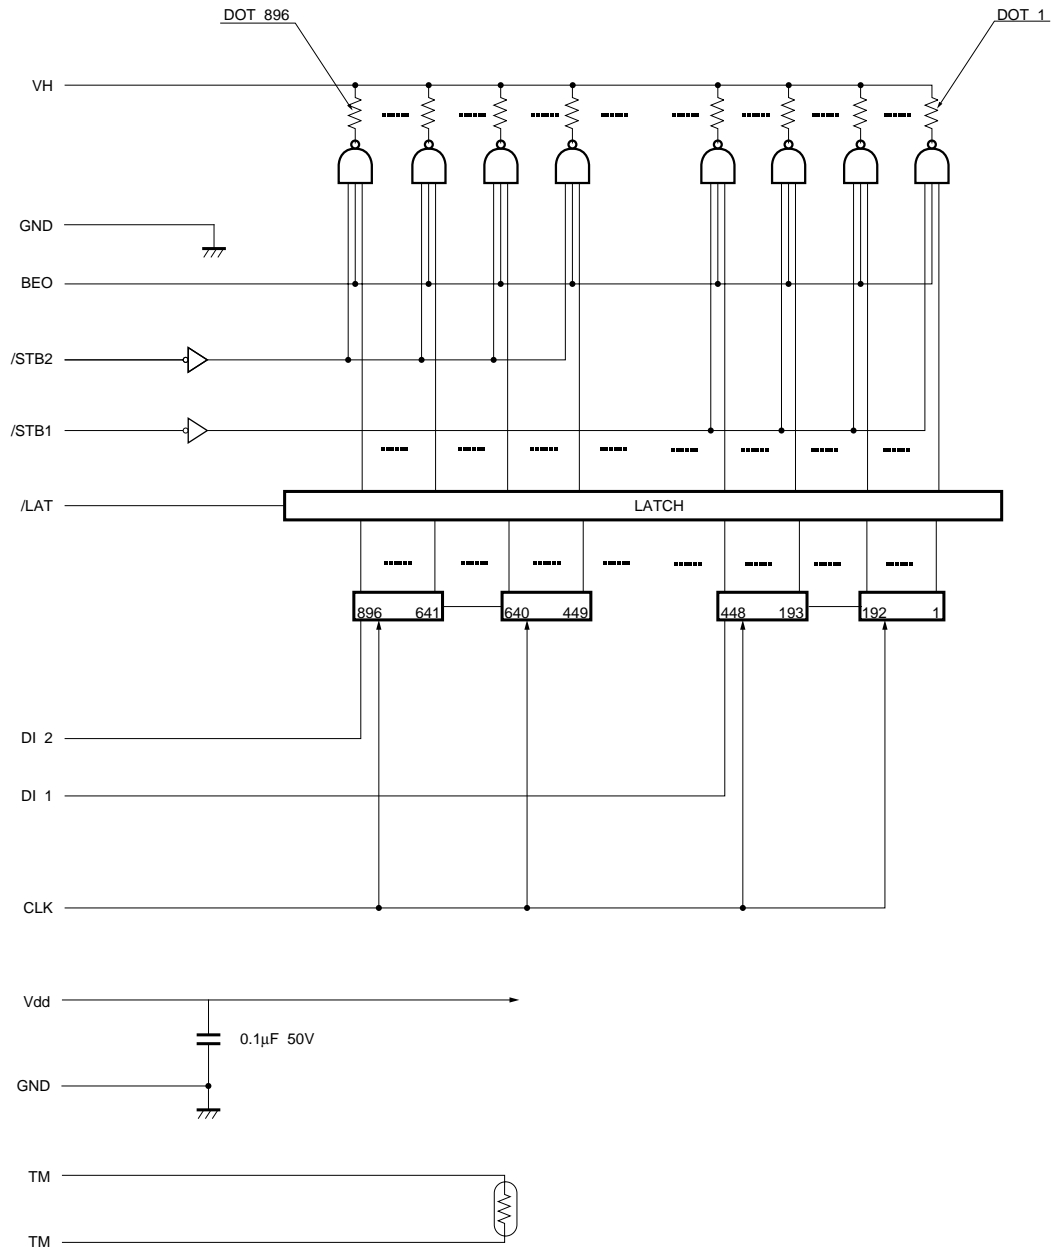 DOT 896
DOT 1
VH
GND
BEO
/STB2
/STB1
/LAT
LATCH
896 641
640 449
448 193
192 1
DI 2
DI 1
CLK
Vdd
0.1μF 50V
GND
TM
TM